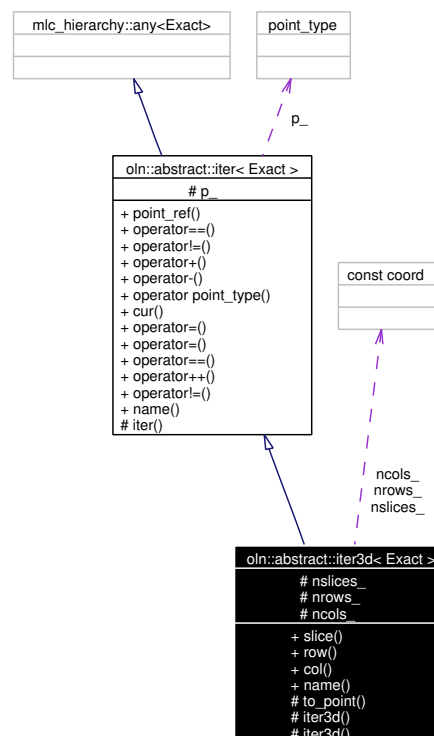 mlc_hierarchy::any<Exact>
point_type
p_
oln::abstract::iter< Exact >
# p_
+ point_ref()
+ operator==()
+ operator!=()
+ operator+()
+ operator-()
+ operator point_type()
+ cur()
+ operator=()
+ operator=()
+ operator==()
+ operator++()
+ operator!=()
+ name()
# iter()
const coord
ncols_
nrows_
nslices_
oln::abstract::iter3d< Exact >
# nslices_
# nrows_
# ncols_
+ slice()
+ row()
+ col()
+ name()
# to_point()
# iter3d()
# iter3d()